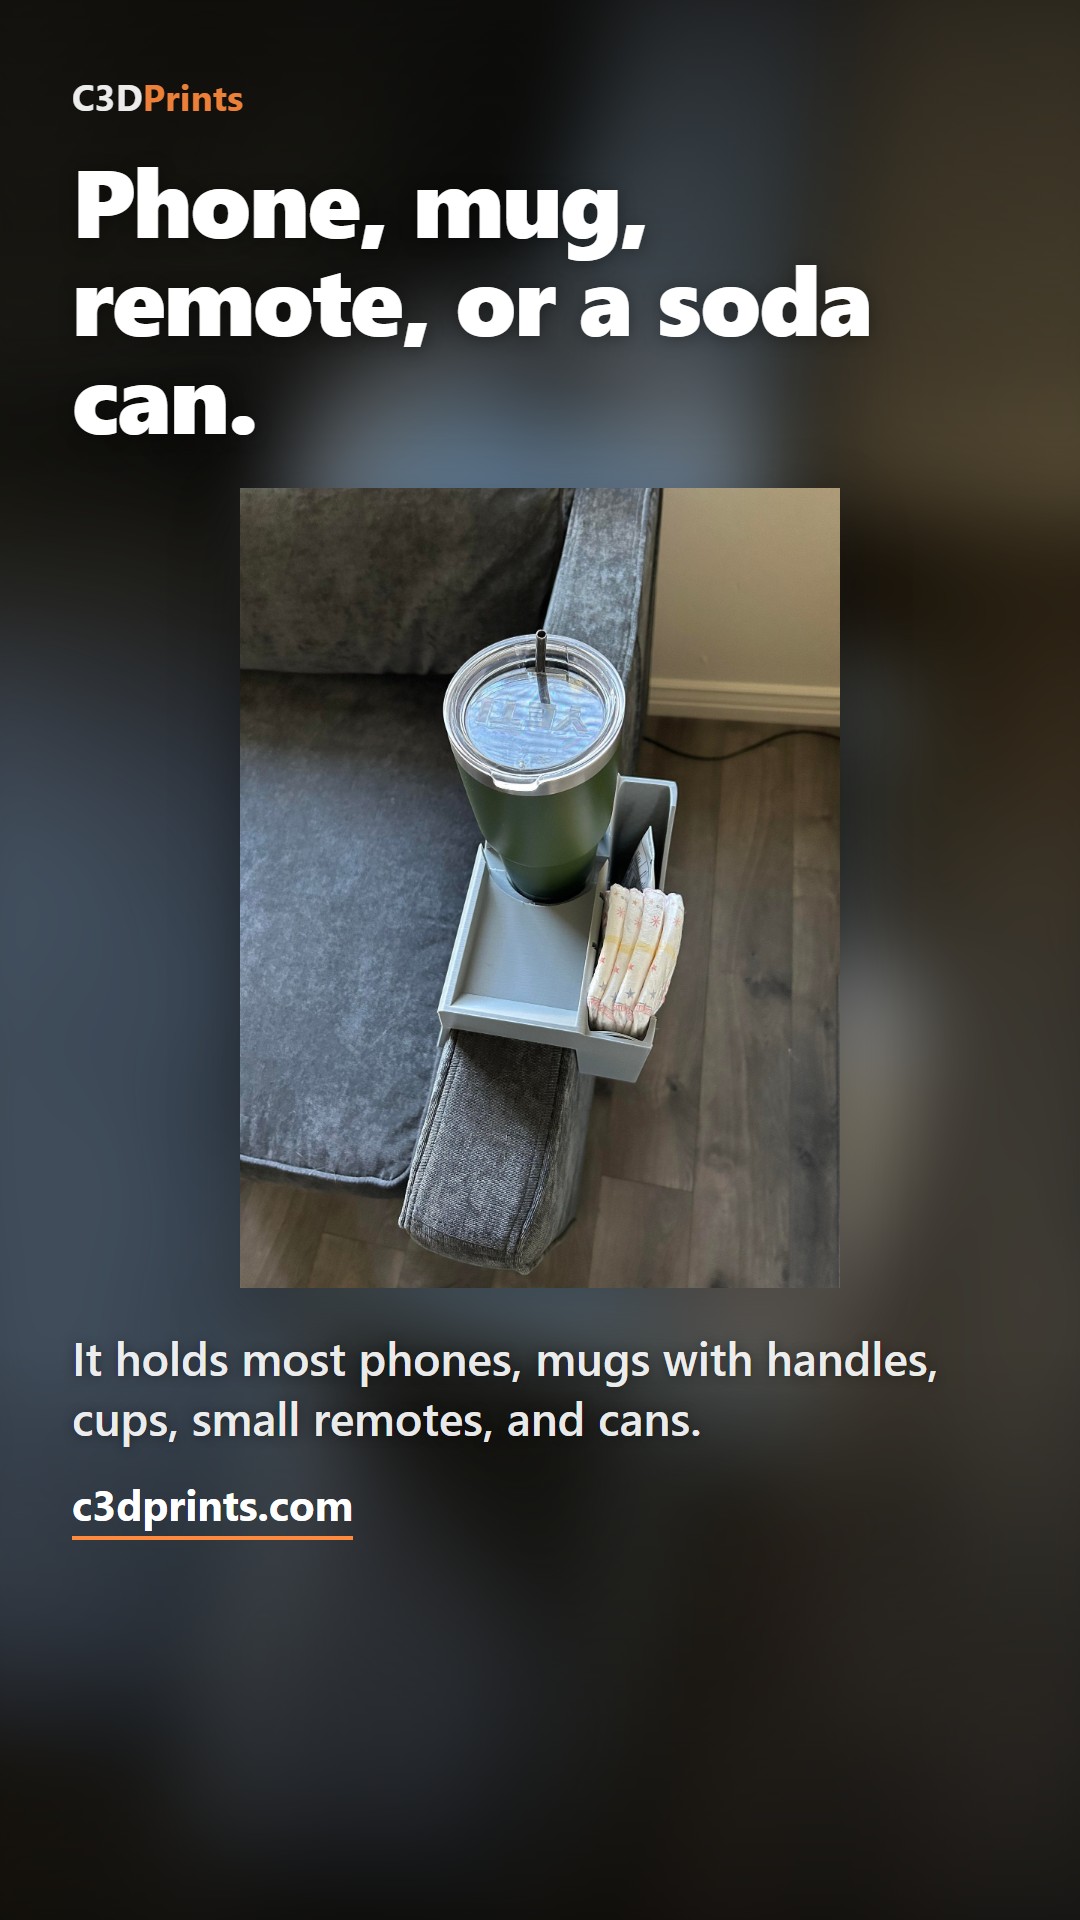 C3DPrints
Phone, mug,
remote, or a soda
can.
YETI
It holds most phones, mugs with handles,
cups, small remotes, and cans.
c3dprints.com